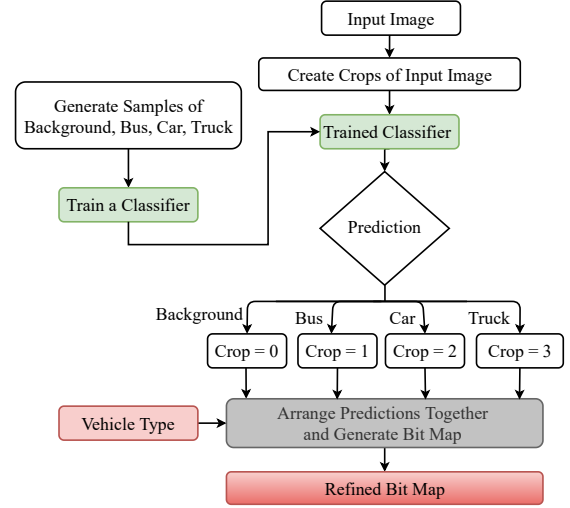 Input Image
Create Crops of Input Image
Generate Samples of
Background, Bus, Car, Truck
Trained Classifier
Train a Classifier
Prediction
Background
Bus
Car
Truck
Crop = 0
Crop = 1
Crop = 2
Crop = 3
Vehicle Type
Arrange Predictions Together
and Generate Bit Map
Refined Bit Map